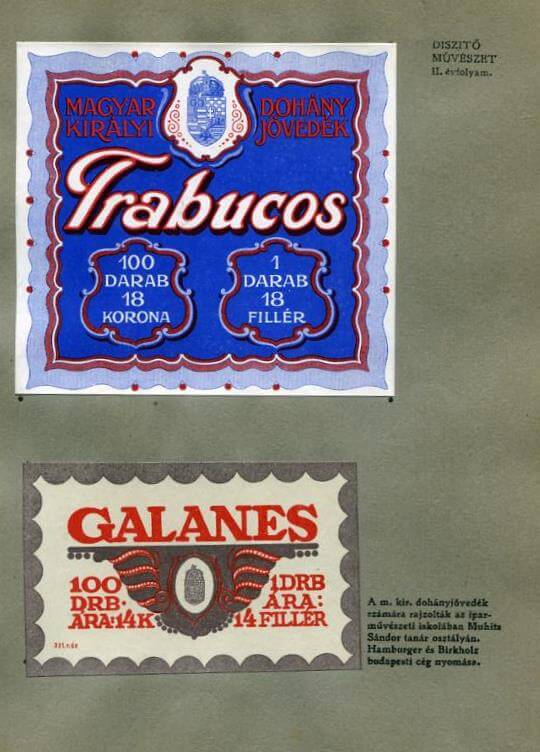 DISZITŐ
MŰVÉSZET
II. évfolyam.
MAGYAR
KIRÁLYI
DOHÁNY
JÖVEDÉK
Trabucos
100
DARAB
18
KORONA
1
DARAB
18
FILLÉR
GALANES
100
DRB·
ÁRA:14K
1DRB
ÁRA:
14 FILLÉR
A m. kir. dohányjövedék
számára rajzolták az ipar-
művészeti iskolában Muhits
Sándor tanár osztályán.
Hamburger és Birkholz
budapesti cég nyomása.